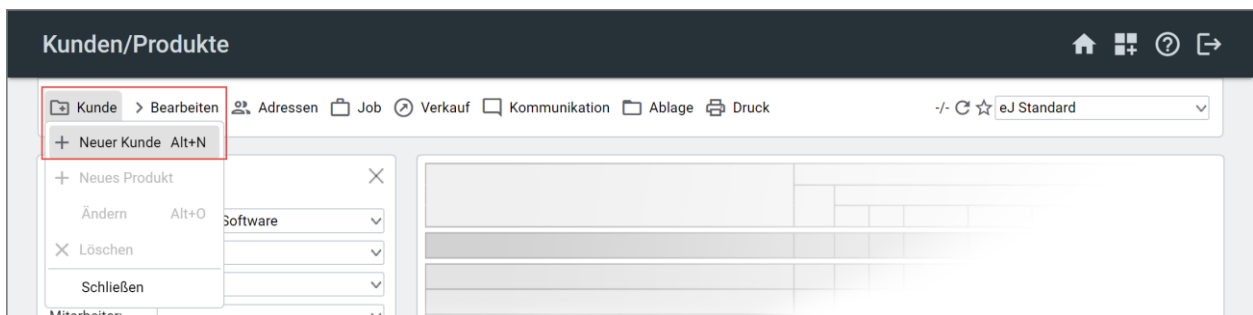 Kunden/Produkte
Kunde Bearbeiten Adressen Job Verkauf Kommunikation Ablage Druck -/- eJ Standard
Neuer Kunde Alt+N
Neues Produkt
Ändern Alt+O
Software
Löschen
Schließen
Mitarbeiter: